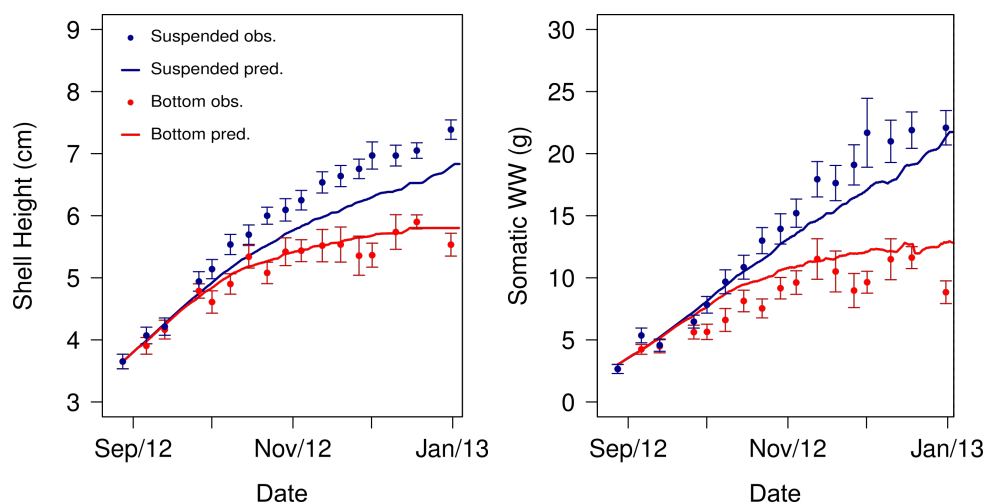 9
8
7
6
5
4
3
Shell Height (cm)
Suspended obs.
Suspended pred.
Bottom obs.
Bottom pred.
Sep/12
Nov/12
Jan/13
Date
30
25
20
15
10
5
0
Somatic WW (g)
Sep/12
Nov/12
Jan/13
Date